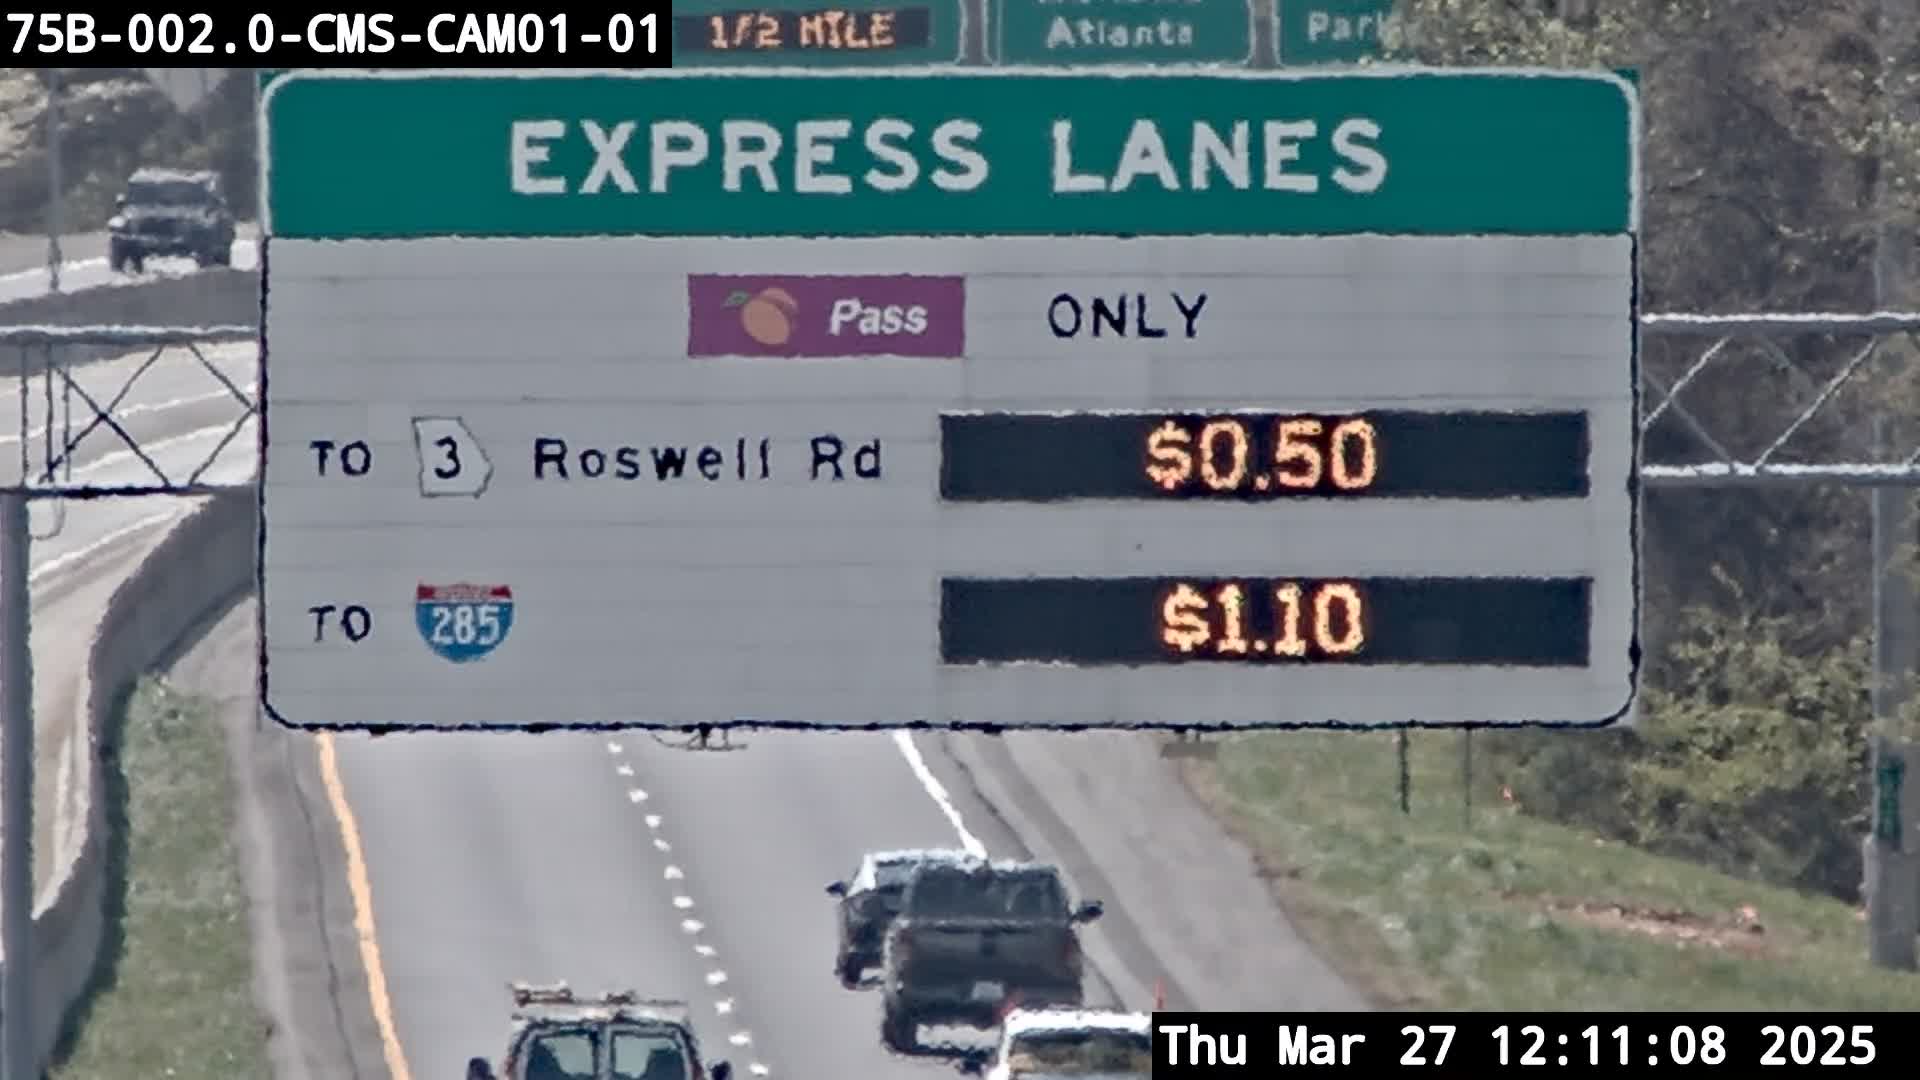 75B-002.0-CMS-CAM01-01
1/2 MILE
Atlanta
EXPRESS LANES
Pass ONLY
TO 3 Roswell Rd $0.50
TO 285 $1.10
Thu Mar 27 12:11:08 2025